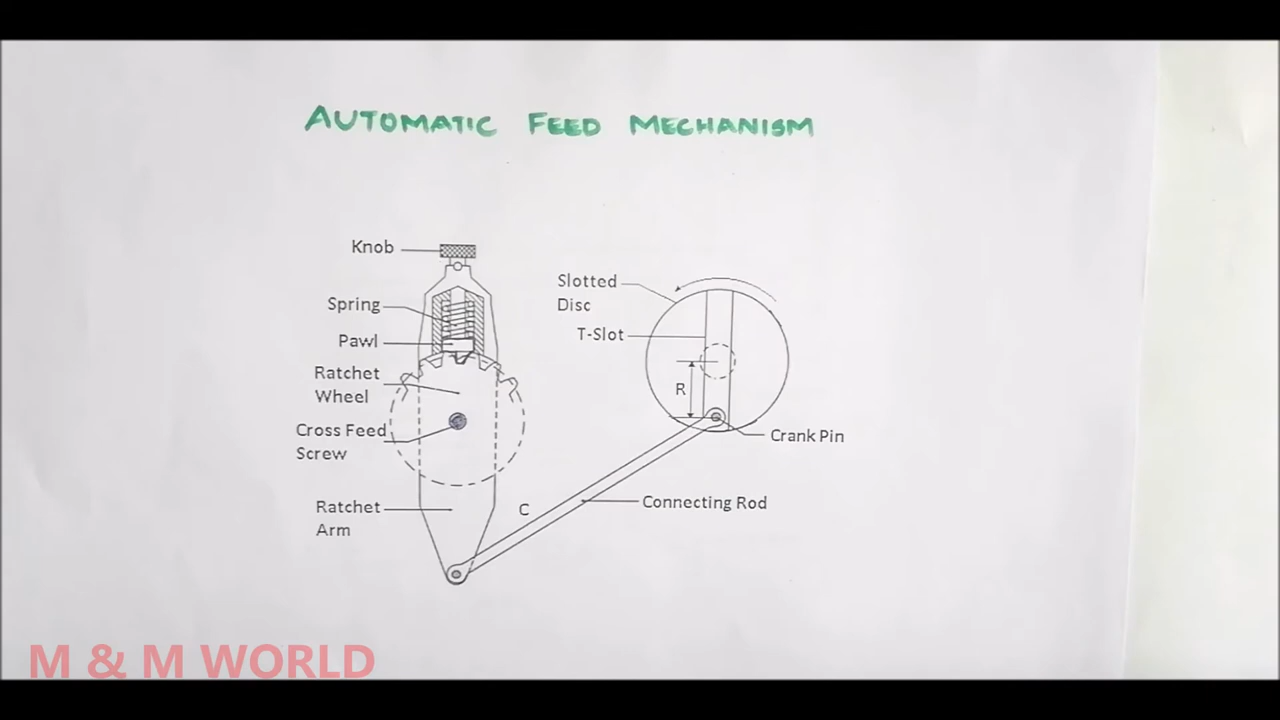 AUTOMATIC FEED MECHANISM
Knob
Spring
Pawl
Ratchet
Wheel
Cross Feed
Screw
Ratchet
Arm
Slotted
Disc
T-Slot
R
Crank Pin
C
Connecting Rod
M & M WORLD